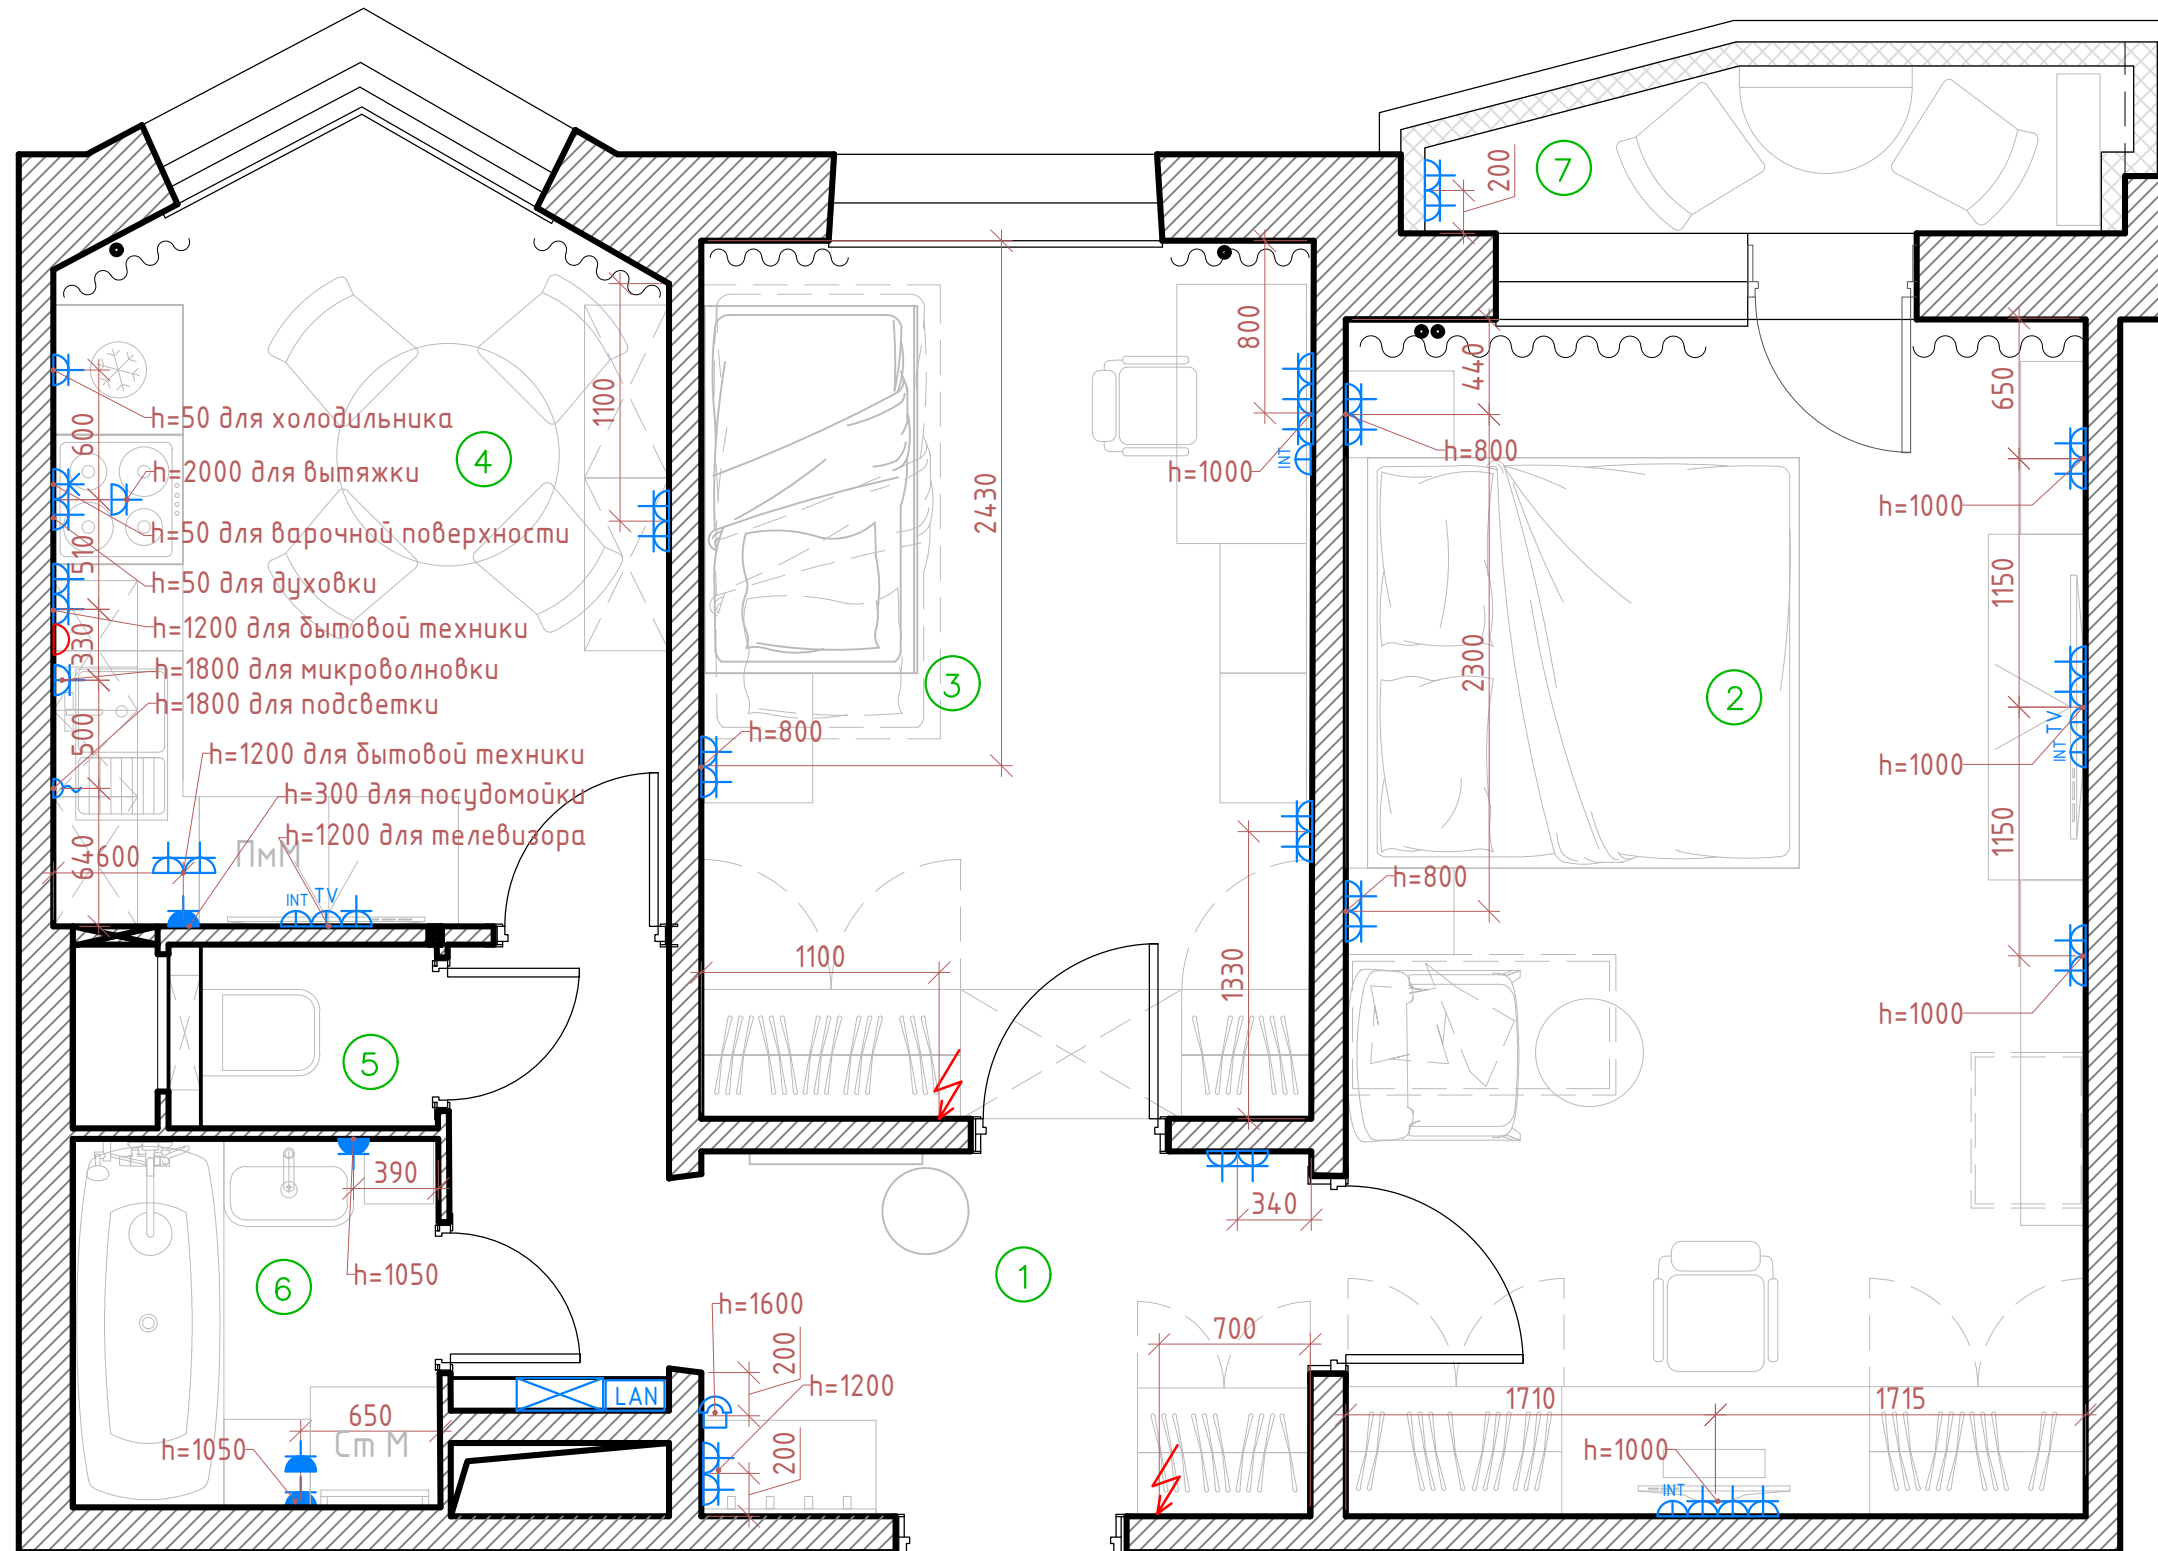 7
200
440
800
650
h=50 для холодильника
600
1100
4
h=2000 для вытяжки
h=1000
INT
h=800
h=1000
2430
h=50 для варочной поверхности
510
h=50 для духовки
1150
h=1200 для бытовой техники
330
h=1800 для микроволновки
3
2300
2
h=1800 для подсветки
500
h=800
TV
INT
h=1000
h=1200 для бытовой техники
h=300 для посудомойки
h=1200 для телевизора
640
600
ПмМ
INT TV
1150
h=800
1100
1330
h=1000
5
390
340
h=1050
6
1
h=1600
200
700
h=1200
LAN
650
Ст М
h=1050
200
1710
1715
h=1000
INT